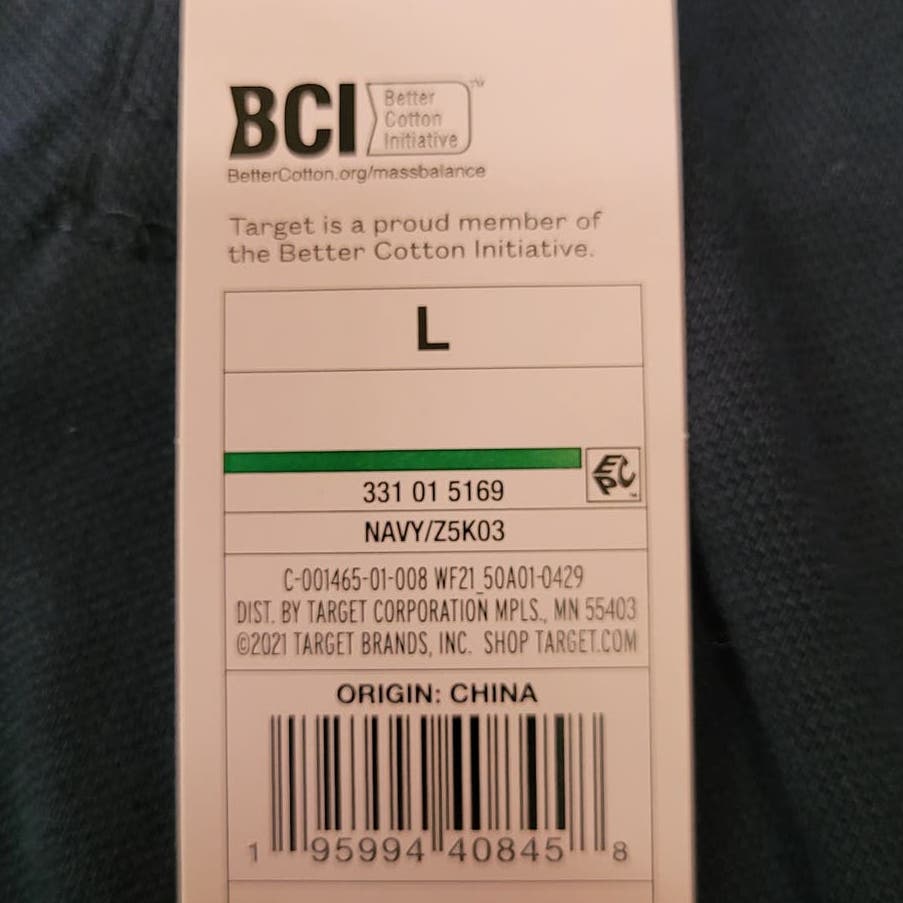 BCI
Better
Cotton
Initiative
TM
BetterCotton.org/massbalance
Target is a proud member of
the Better Cotton Initiative.
L
EPC
331 01 5169
NAVY/Z5K03
C-001465-01-008 WF21_50A01-0429
DIST. BY TARGET CORPORATION MPLS., MN 55403
©2021 TARGET BRANDS, INC. SHOP TARGET.COM
ORIGIN: CHINA
1 95994 40845 8